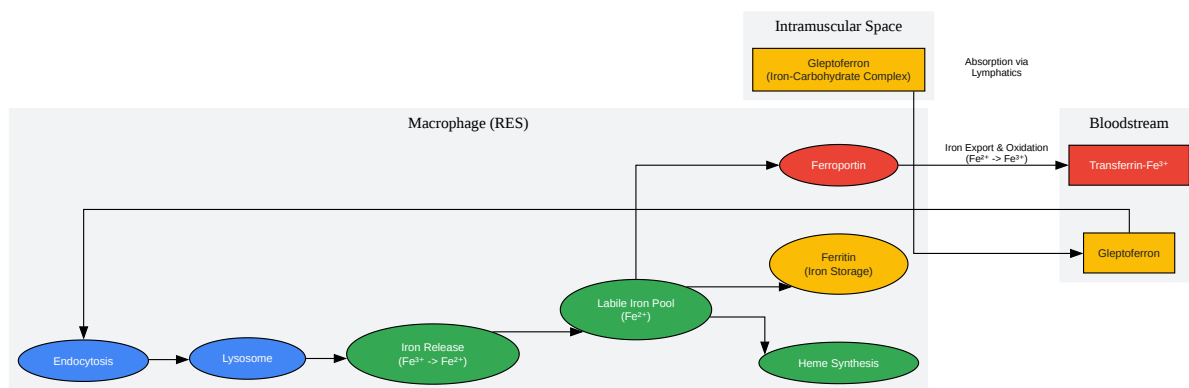 Intramuscular Space
Gleptoferron
(Iron-Carbohydrate Complex)
Absorption via
Lymphatics
Macrophage (RES)
Bloodstream
Ferroportin
Iron Export & Oxidation
(Fe²⁺ -> Fe³⁺)
Transferrin-Fe³⁺
Ferritin
(Iron Storage)
Gleptoferron
Labile Iron Pool
(Fe²⁺)
Endocytosis
Lysosome
Iron Release
(Fe³⁺ -> Fe²⁺)
Heme Synthesis